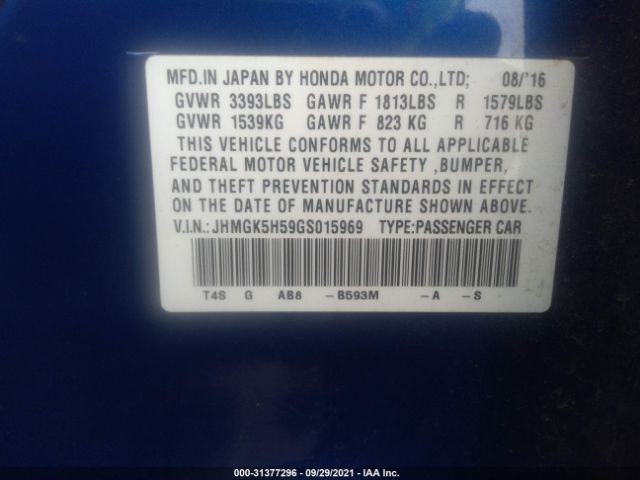 MFD.IN JAPAN BY HONDA MOTOR CO.,LTD; 08/'16
GVWR 3393LBS GAWR F 1813LBS R 1579LBS
GVWR 1539KG GAWR F 823 KG R 716 KG
THIS VEHICLE CONFORMS TO ALL APPLICABLE
FEDERAL MOTOR VEHICLE SAFETY ,BUMPER,
AND THEFT PREVENTION STANDARDS IN EFFECT
ON THE DATE OF MANUFACTURE SHOWN ABOVE.
V.I.N.:JHMGK5H59GS015969 TYPE:PASSENGER CAR
T4S G AB8 -B593M -A -S
000-31377296 - 09/29/2021 - IAA Inc.